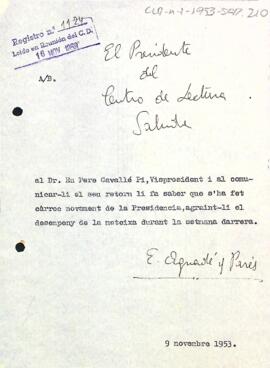 CLR-n-1-1953-SAP.210
Registro n.º 1174
Leído en Reunión del C.D.
16 NOV 1953
El Presidente
A/B.
del
Centro de Lectura
Saluda
al Dr. En Pere Cavallé Pi, Vispresident i al comu-
nicar-li el seu retorn li fa saber que s'ha fet
càrrec novament de la Presidencia, agraint-li el
desempeny de la meteixa durant la setmana darrera.
E. Aguadé y Parés
9 novembre 1953.